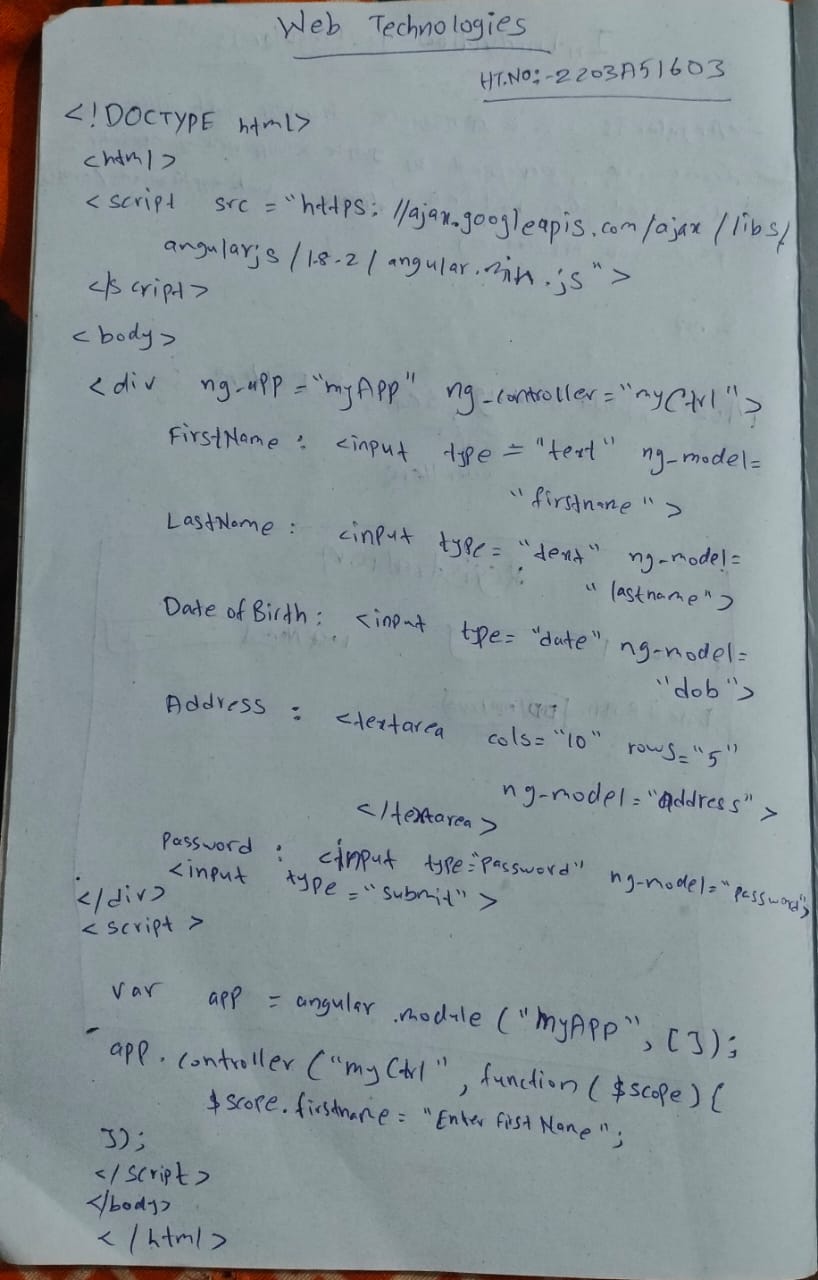 Web Technologies
HT.NO:-2203A51603
<!DOCTYPE html>
<html>
<script src = "https://ajax.googleapis.com/ajax/libs/
angularjs/1.8.2/angular.min.js">
</script>
<body>
<div ng-app = "myApp" ng-controller = "myCtrl">
FirstName : <input type = "text" ng-model=
"firstname">
LastName : <input type = "text" ng-model=
"lastname">
Date of Birth : <input type= "date" ng-model=
"dob">
Address : <textarea cols= "10" rows= "5"
ng-model = "address">
</textarea>
Password : <input type="password" ng-model="password">
<input type = "submit">
</div>
<script>
var app = angular.module ("myApp", []);
app.controller ("myCtrl", function ($scope) {
$scope.firstname = "Enter First Name";
});
</script>
</body>
</html>